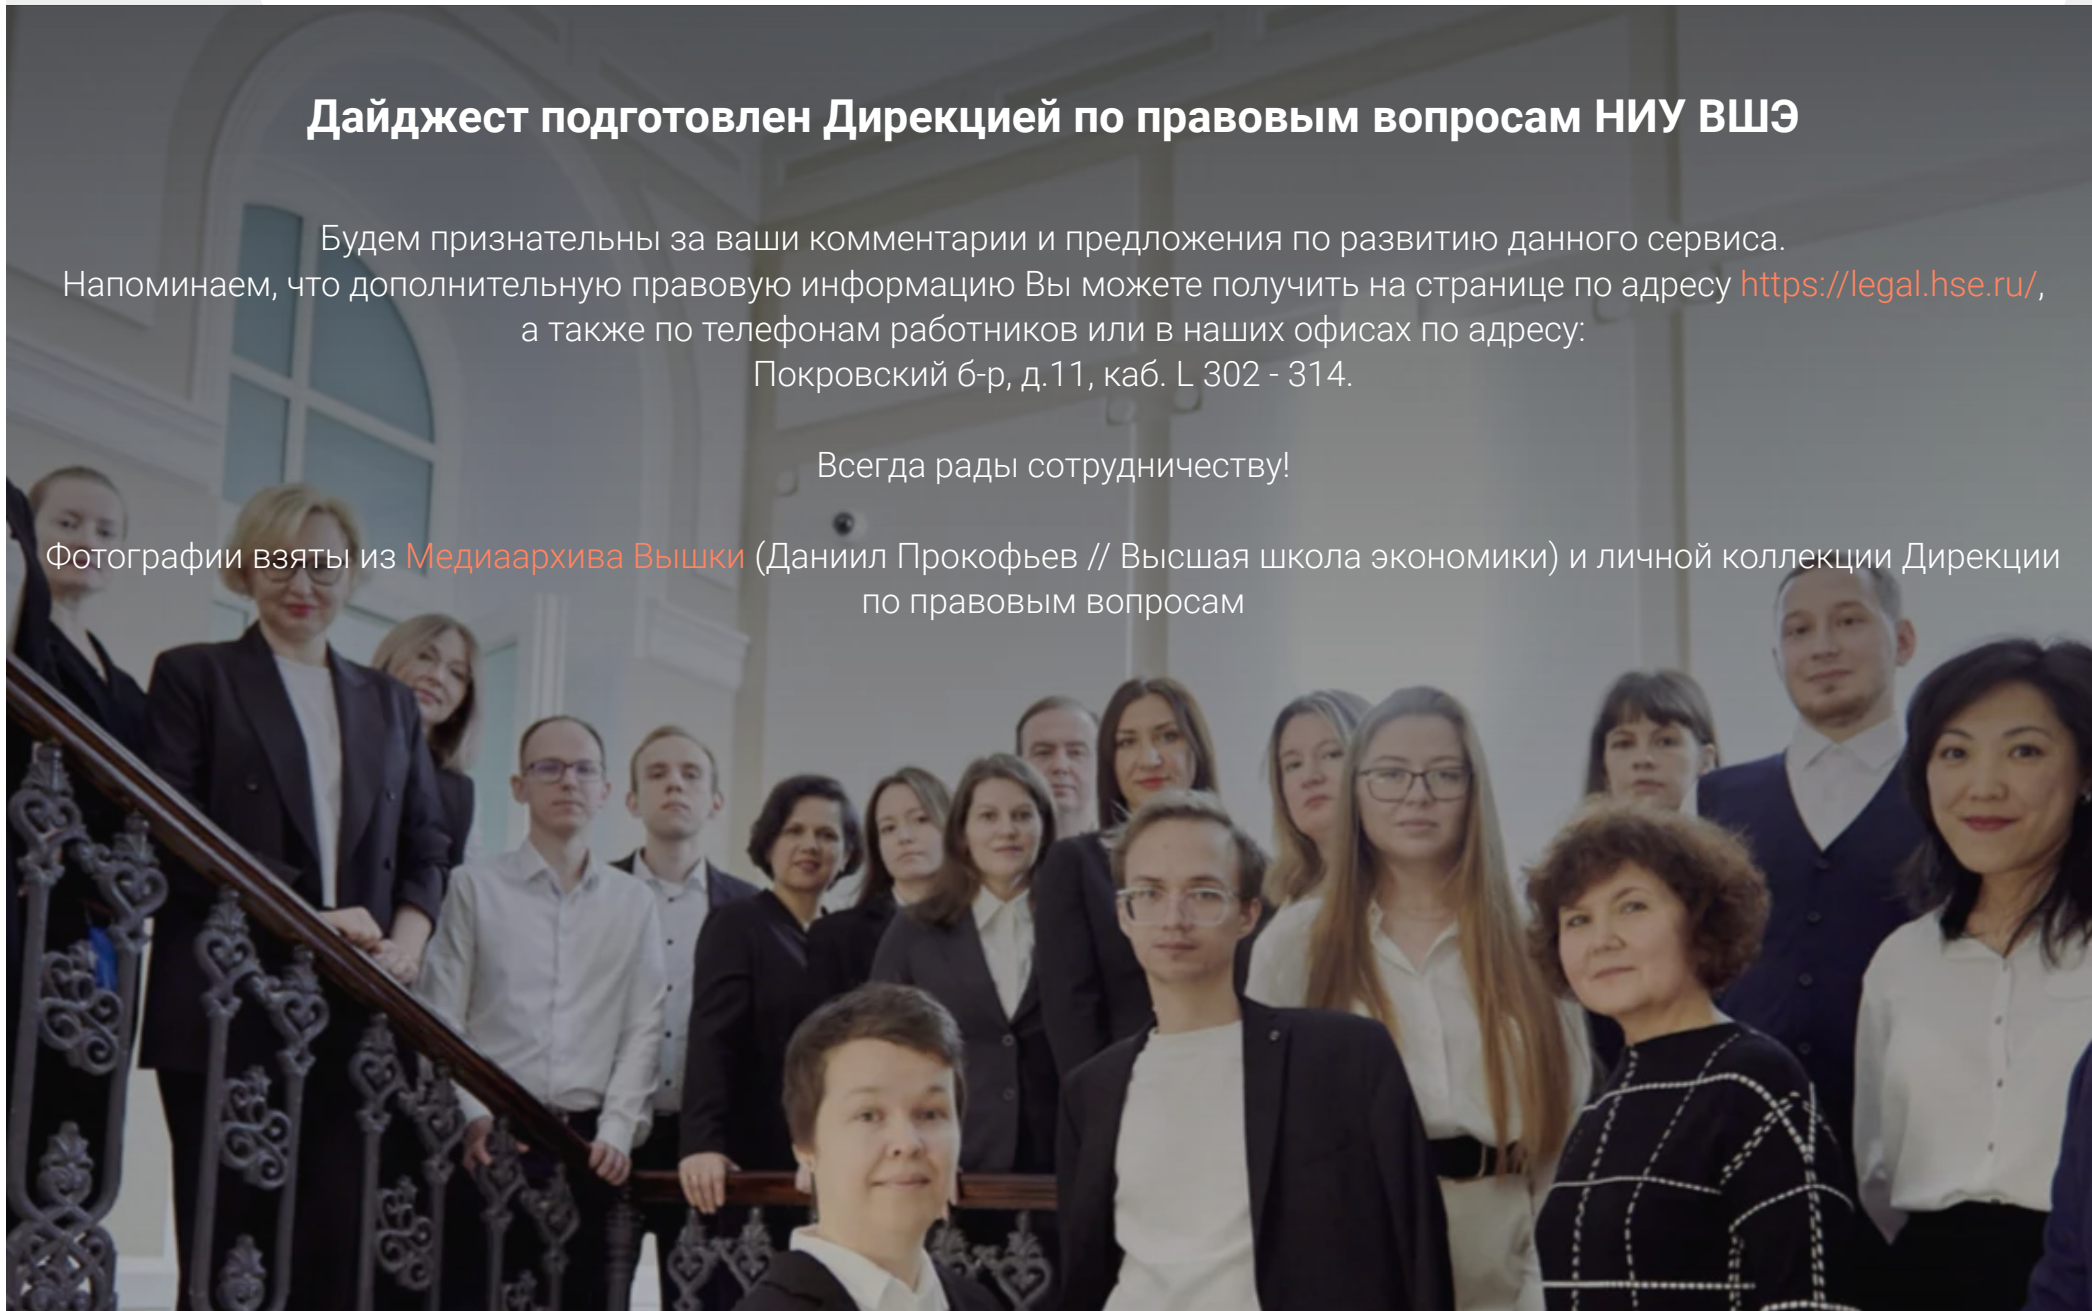 Дайджест подготовлен Дирекцией по правовым вопросам НИУ ВШЭ
Будем признательны за ваши комментарии и предложения по развитию данного сервиса.
Напоминаем, что дополнительную правовую информацию Вы можете получить на странице по адресу https://legal.hse.ru/,
а также по телефонам работников или в наших офисах по адресу:
Покровский б-р, д.11, каб. L 302 - 314.
Всегда рады сотрудничеству!
Фотографии взяты из Медиаархива Вышки (Даниил Прокофьев // Высшая школа экономики) и личной коллекции Дирекции
по правовым вопросам